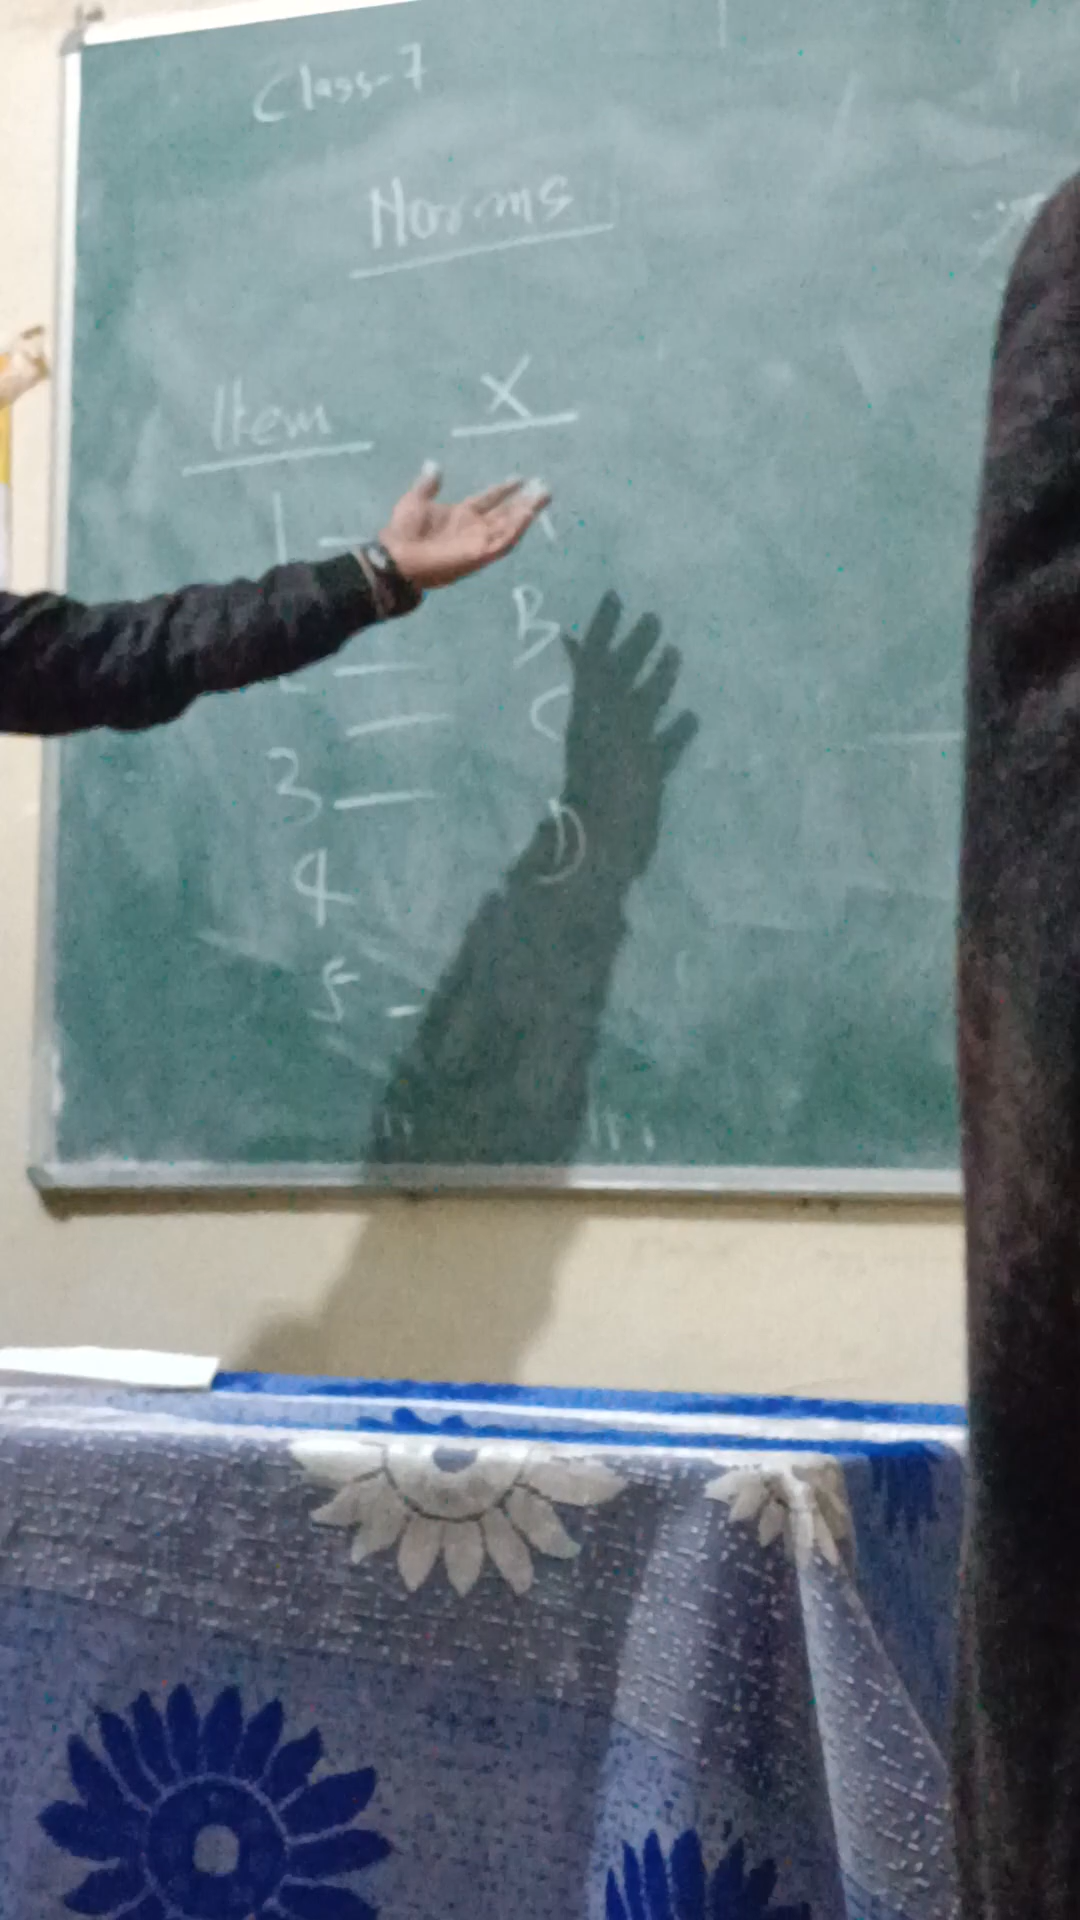 Class-7
Norms
Item X
1 —
B
2 —
— C
3 —
D
4
5 -